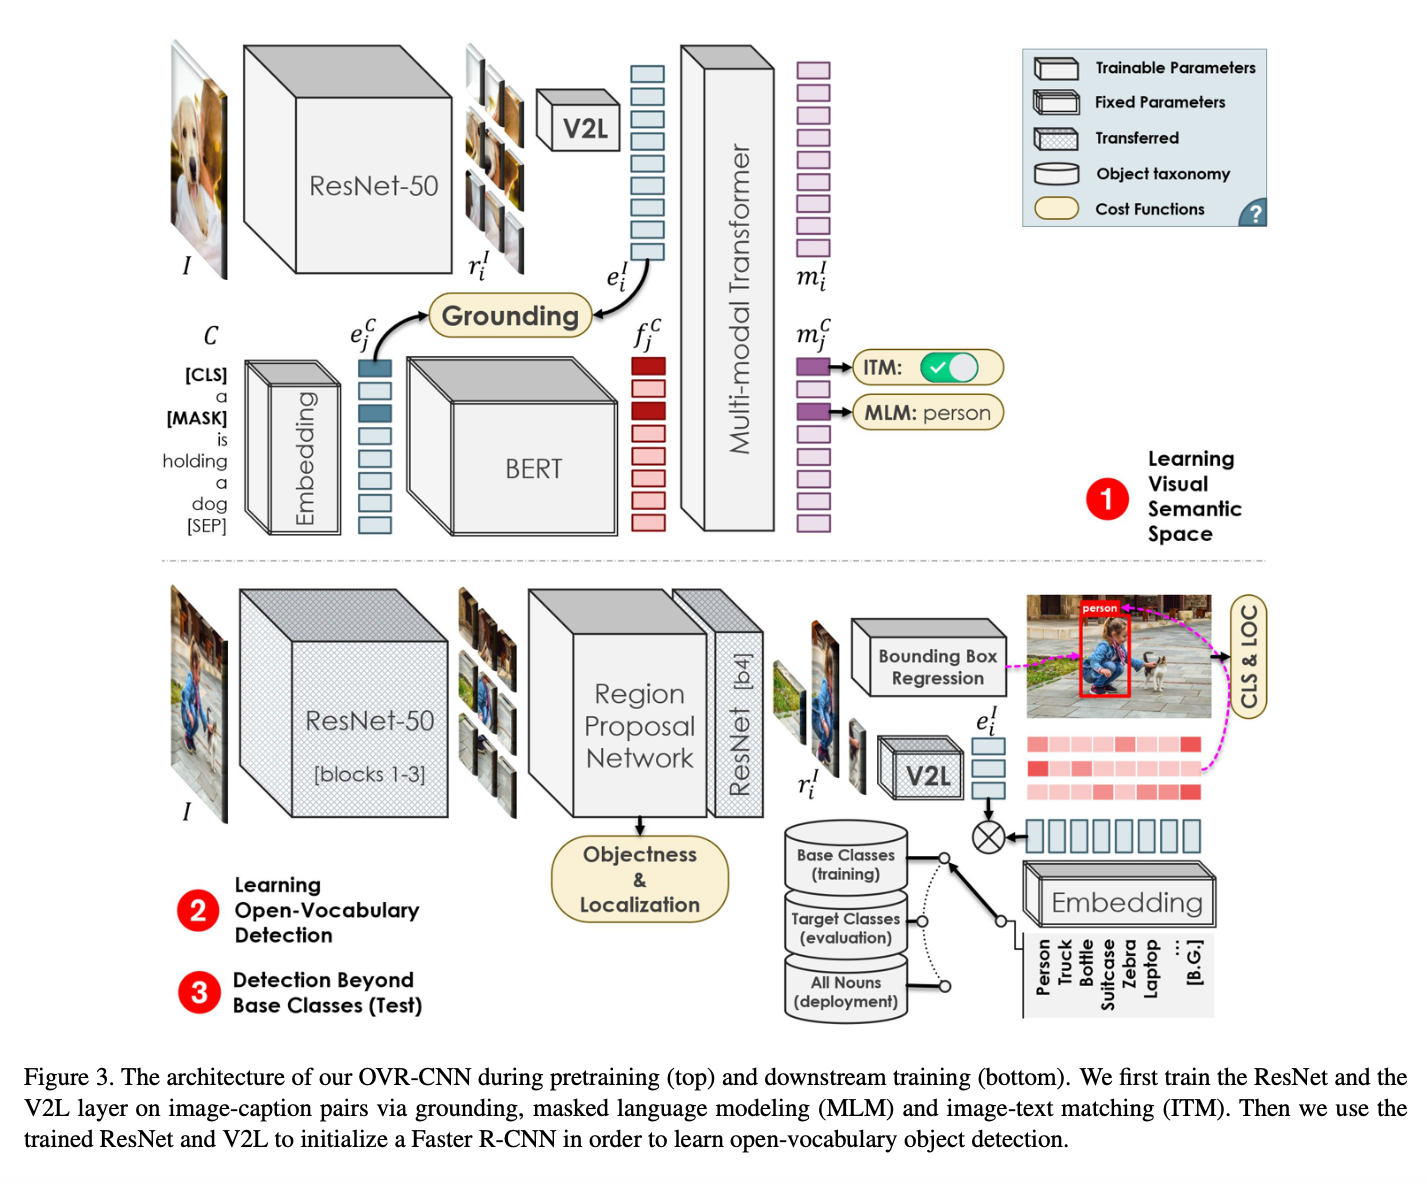 ResNet-50
V2L
Multi-modal Transformer
I
r_i^I
e_i^I
m_i^I
Trainable Parameters
Fixed Parameters
Transferred
Object taxonomy
Cost Functions
?
Grounding
C
e_j^C
f_j^C
m_j^C
[CLS]
a
[MASK]
is
holding
a
dog
[SEP]
Embedding
BERT
ITM:
MLM: person
1
Learning
Visual
Semantic
Space
ResNet-50
[blocks 1-3]
I
Region
Proposal
Network
ResNet [b4]
Objectness
&
Localization
r_i^I
Bounding Box
Regression
person
CLS & LOC
V2L
e_i^I
Embedding
Person
Truck
Bottle
Suitcase
Zebra
Laptop
...
[B.G.]
Base Classes
(training)
Target Classes
(evaluation)
All Nouns
(deployment)
2
Learning
Open-Vocabulary
Detection
3
Detection Beyond
Base Classes (Test)
Figure 3. The architecture of our OVR-CNN during pretraining (top) and downstream training (bottom). We first train the ResNet and the
V2L layer on image-caption pairs via grounding, masked language modeling (MLM) and image-text matching (ITM). Then we use the
trained ResNet and V2L to initialize a Faster R-CNN in order to learn open-vocabulary object detection.